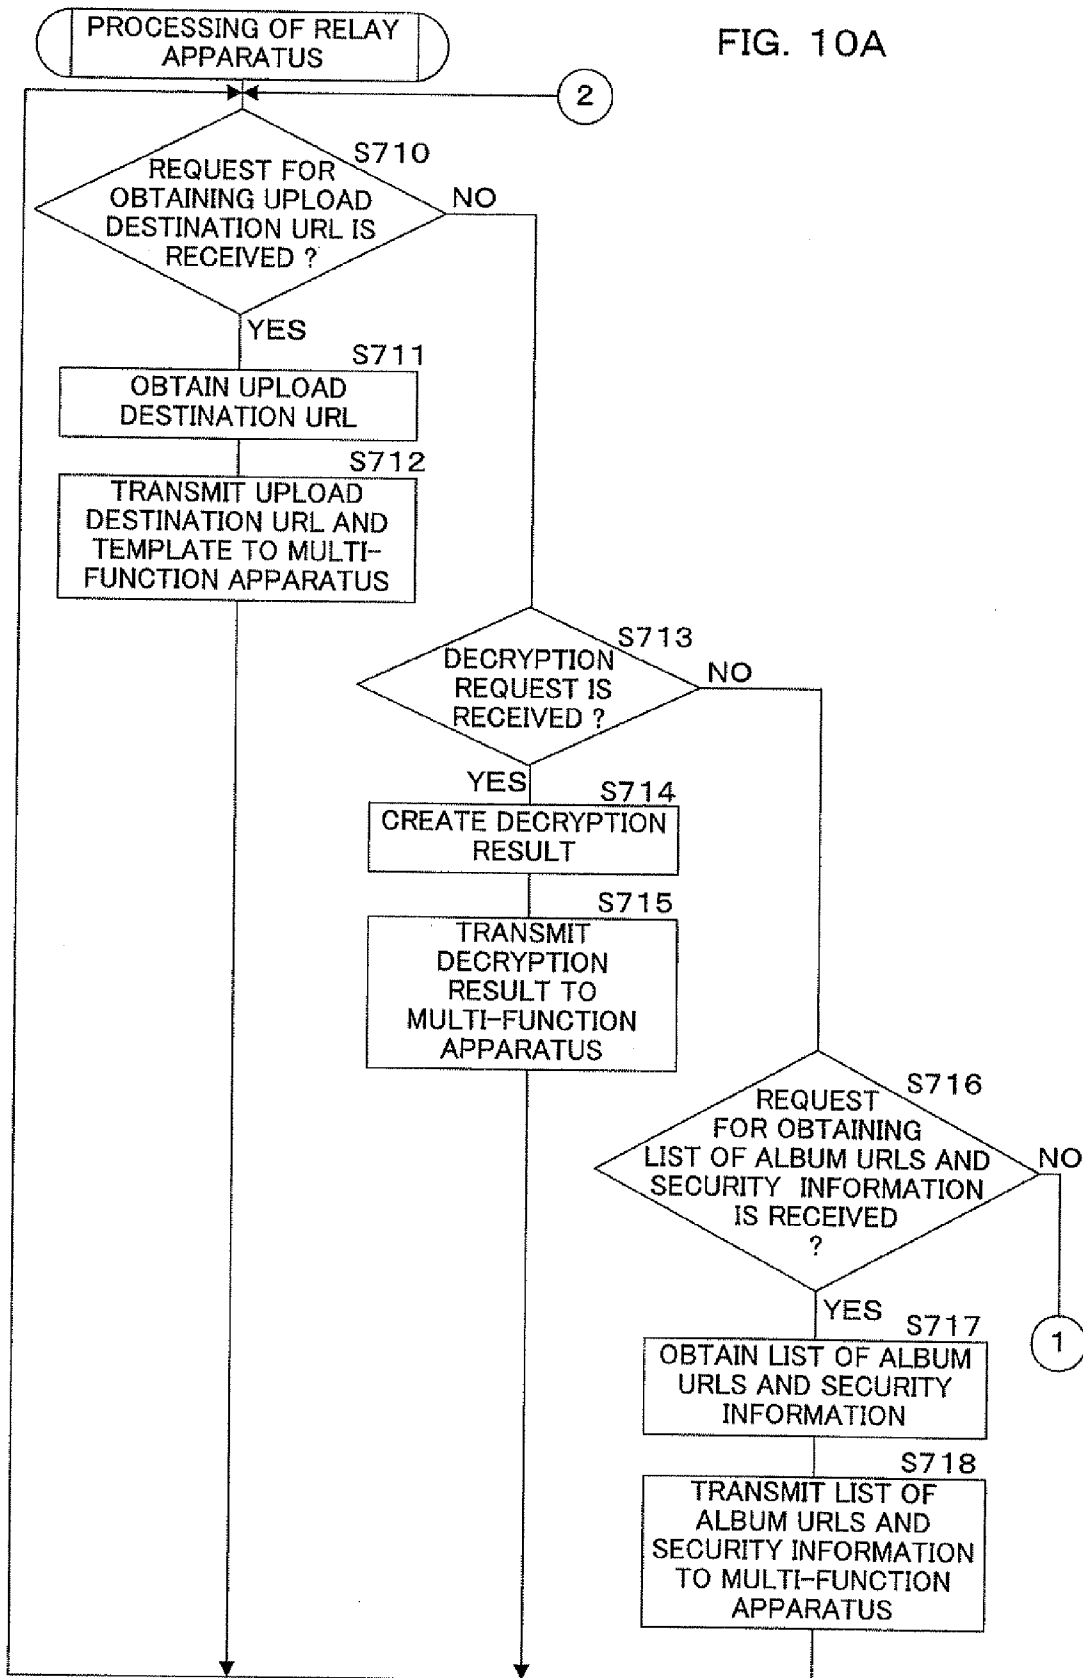 PROCESSING OF RELAY
APPARATUS
FIG. 10A
2
S710
REQUEST FOR
OBTAINING UPLOAD
DESTINATION URL IS
RECEIVED ?
NO
YES
S711
OBTAIN UPLOAD
DESTINATION URL
S712
TRANSMIT UPLOAD
DESTINATION URL AND
TEMPLATE TO MULTI-
FUNCTION APPARATUS
S713
DECRYPTION
REQUEST IS
RECEIVED ?
NO
YES
S714
CREATE DECRYPTION
RESULT
S715
TRANSMIT
DECRYPTION
RESULT TO
MULTI-FUNCTION
APPARATUS
S716
REQUEST
FOR OBTAINING
LIST OF ALBUM URLS AND
SECURITY INFORMATION
IS RECEIVED
?
NO
YES
1
S717
OBTAIN LIST OF ALBUM
URLS AND SECURITY
INFORMATION
S718
TRANSMIT LIST OF
ALBUM URLS AND
SECURITY INFORMATION
TO MULTI-FUNCTION
APPARATUS